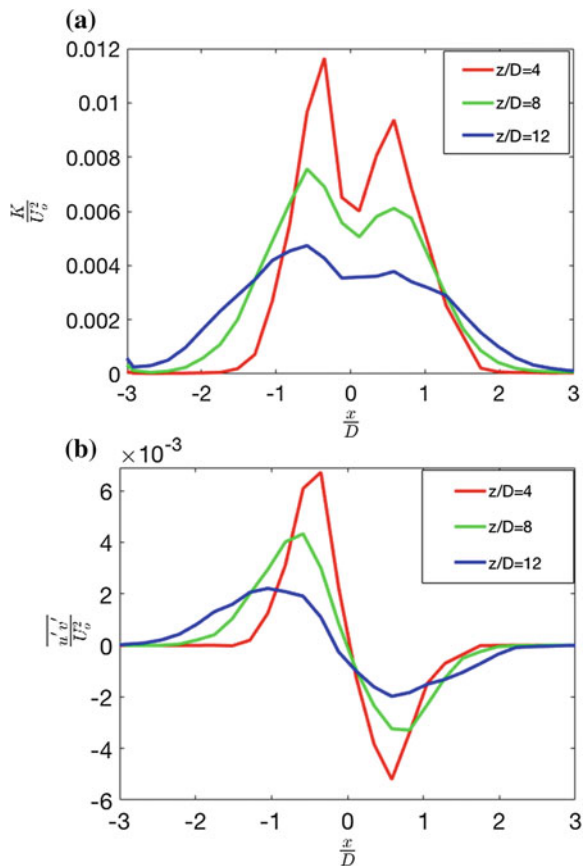 (a)
0.012
0.01
0.008
0.006
0.004
0.002
0
K/U_o^2
-3 -2 -1 0 1 2 3
x/D
z/D=4
z/D=8
z/D=12
(b)
×10^-3
6
4
2
0
-2
-4
-6
u'v'/U_o^2
-3 -2 -1 0 1 2 3
x/D
z/D=4
z/D=8
z/D=12